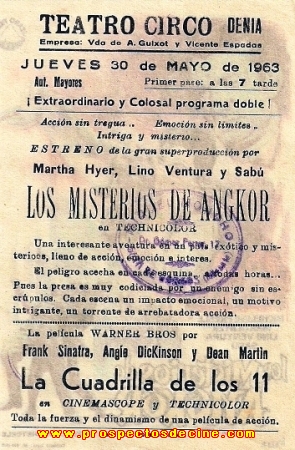 TEATRO CIRCO DENIA
Empresa: Vda de A. Guixot y Vicente Espadas
JUEVES 30 de MAYO de 1963
Aut. Mayores Primer pase: a las 7 tarde
¡Extraordinario y Colosal programa doble!
Acción sin tregua .. Emoción sin límites ..
Intriga y misterio...
ESTRENO de la gran superproducción por
Martha Hyer, Lino Ventura y Sabú
LOS MISTERIOS DE ANGKOR
en TECHNICOLOR
Una interesante aventura en un país exótico y mis-
terioso, lleno de acción, emoción e interes.
El peligro acecha en cada esquina a todas horas..
Pues la presa es muy codiciada por un enemigo sin es-
crúpulos. Cada escena un impacto emocional, un motivo
intrigante, un torrente de arrebatadora acción.
La película WARNER BROS por
Frank Sinatra, Angie Dickinson y Dean Martin
La Cuadrilla de los 11
en CINEMASCOPE y TECHNICOLOR
Toda la fuerza y el dinamismo de una película de acción.
www.prospectosdecine.com